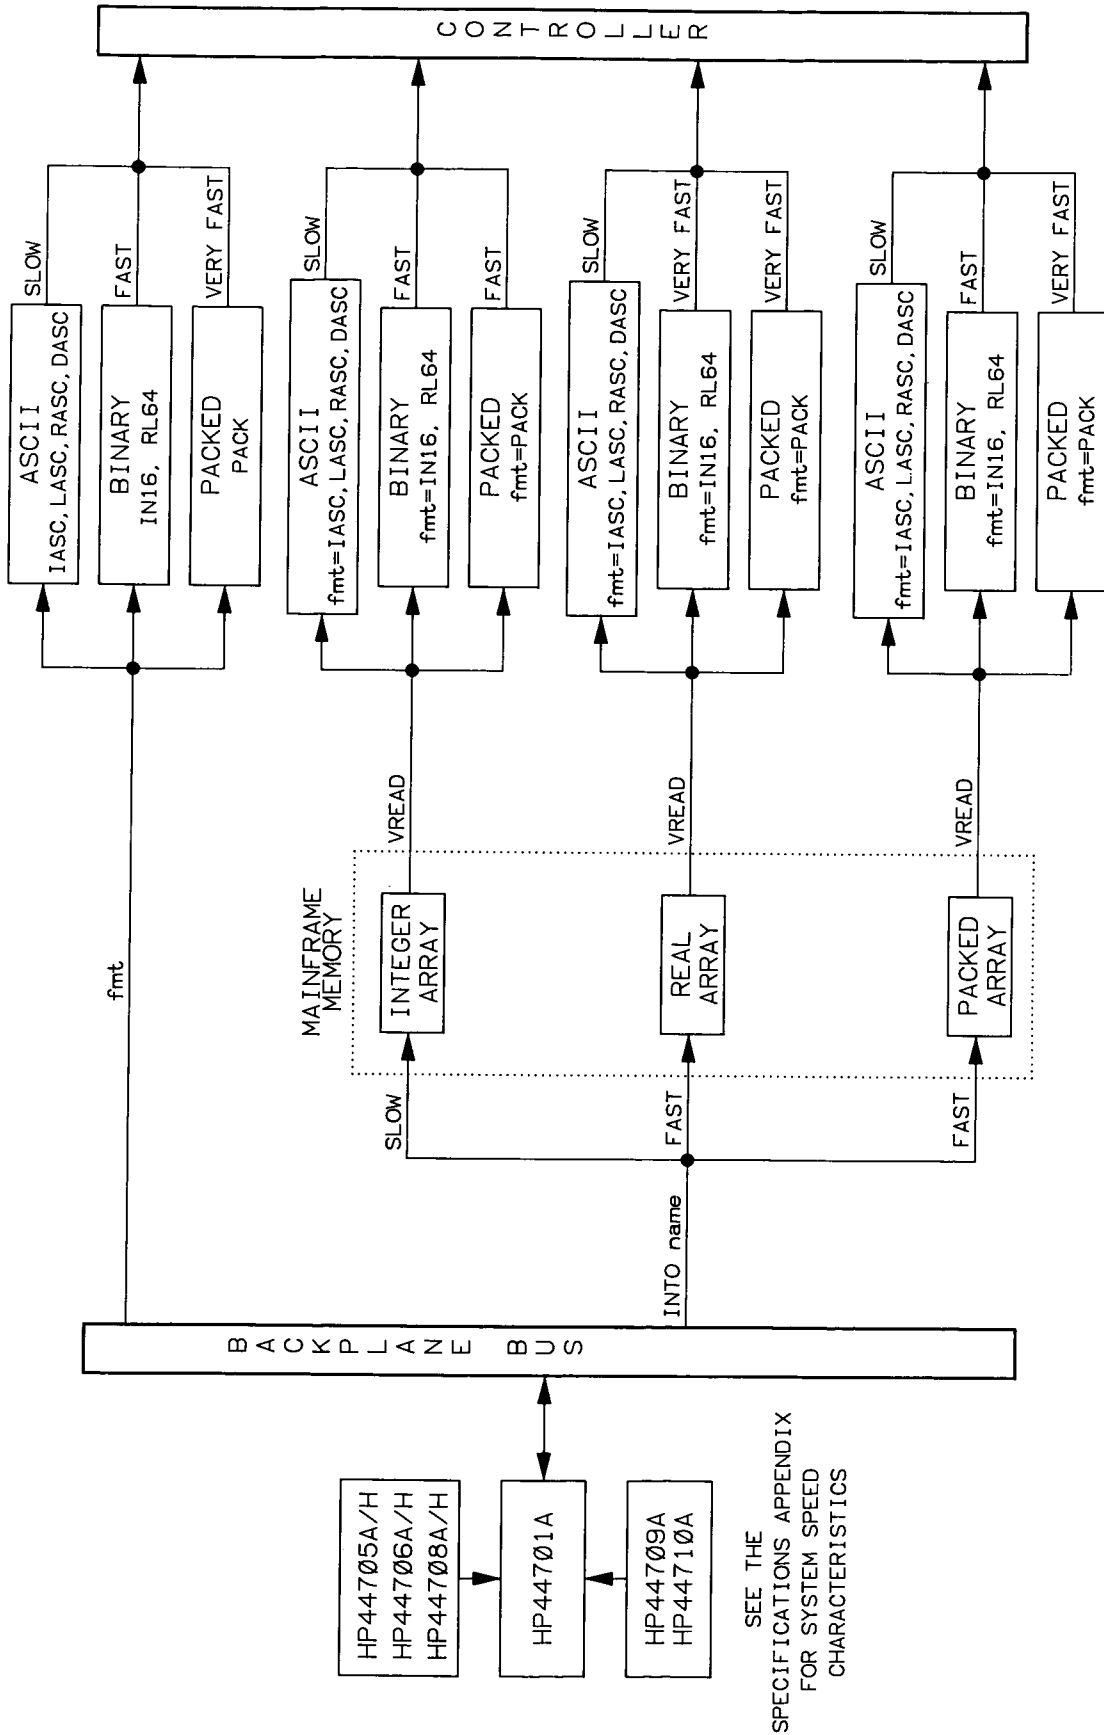 HP44705A/H
HP44706A/H
HP44708A/H
HP44701A
HP44709A
HP44710A
SEE THE
SPECIFICATIONS APPENDIX
FOR SYSTEM SPEED
CHARACTERISTICS
BACKPLANE BUS
fmt
INTO name
SLOW
FAST
FAST
MAINFRAME
MEMORY
INTEGER
ARRAY
REAL
ARRAY
PACKED
ARRAY
VREAD
VREAD
VREAD
ASCII
IASC, LASC, RASC, DASC
SLOW
BINARY
IN16, RL64
FAST
PACKED
PACK
VERY FAST
ASCII
fmt=IASC, LASC, RASC, DASC
SLOW
BINARY
fmt=IN16, RL64
FAST
PACKED
fmt=PACK
FAST
ASCII
fmt=IASC, LASC, RASC, DASC
SLOW
BINARY
fmt=IN16, RL64
VERY FAST
PACKED
fmt=PACK
VERY FAST
ASCII
fmt=IASC, LASC, RASC, DASC
SLOW
BINARY
fmt=IN16, RL64
FAST
PACKED
fmt=PACK
VERY FAST
CONTROLLER